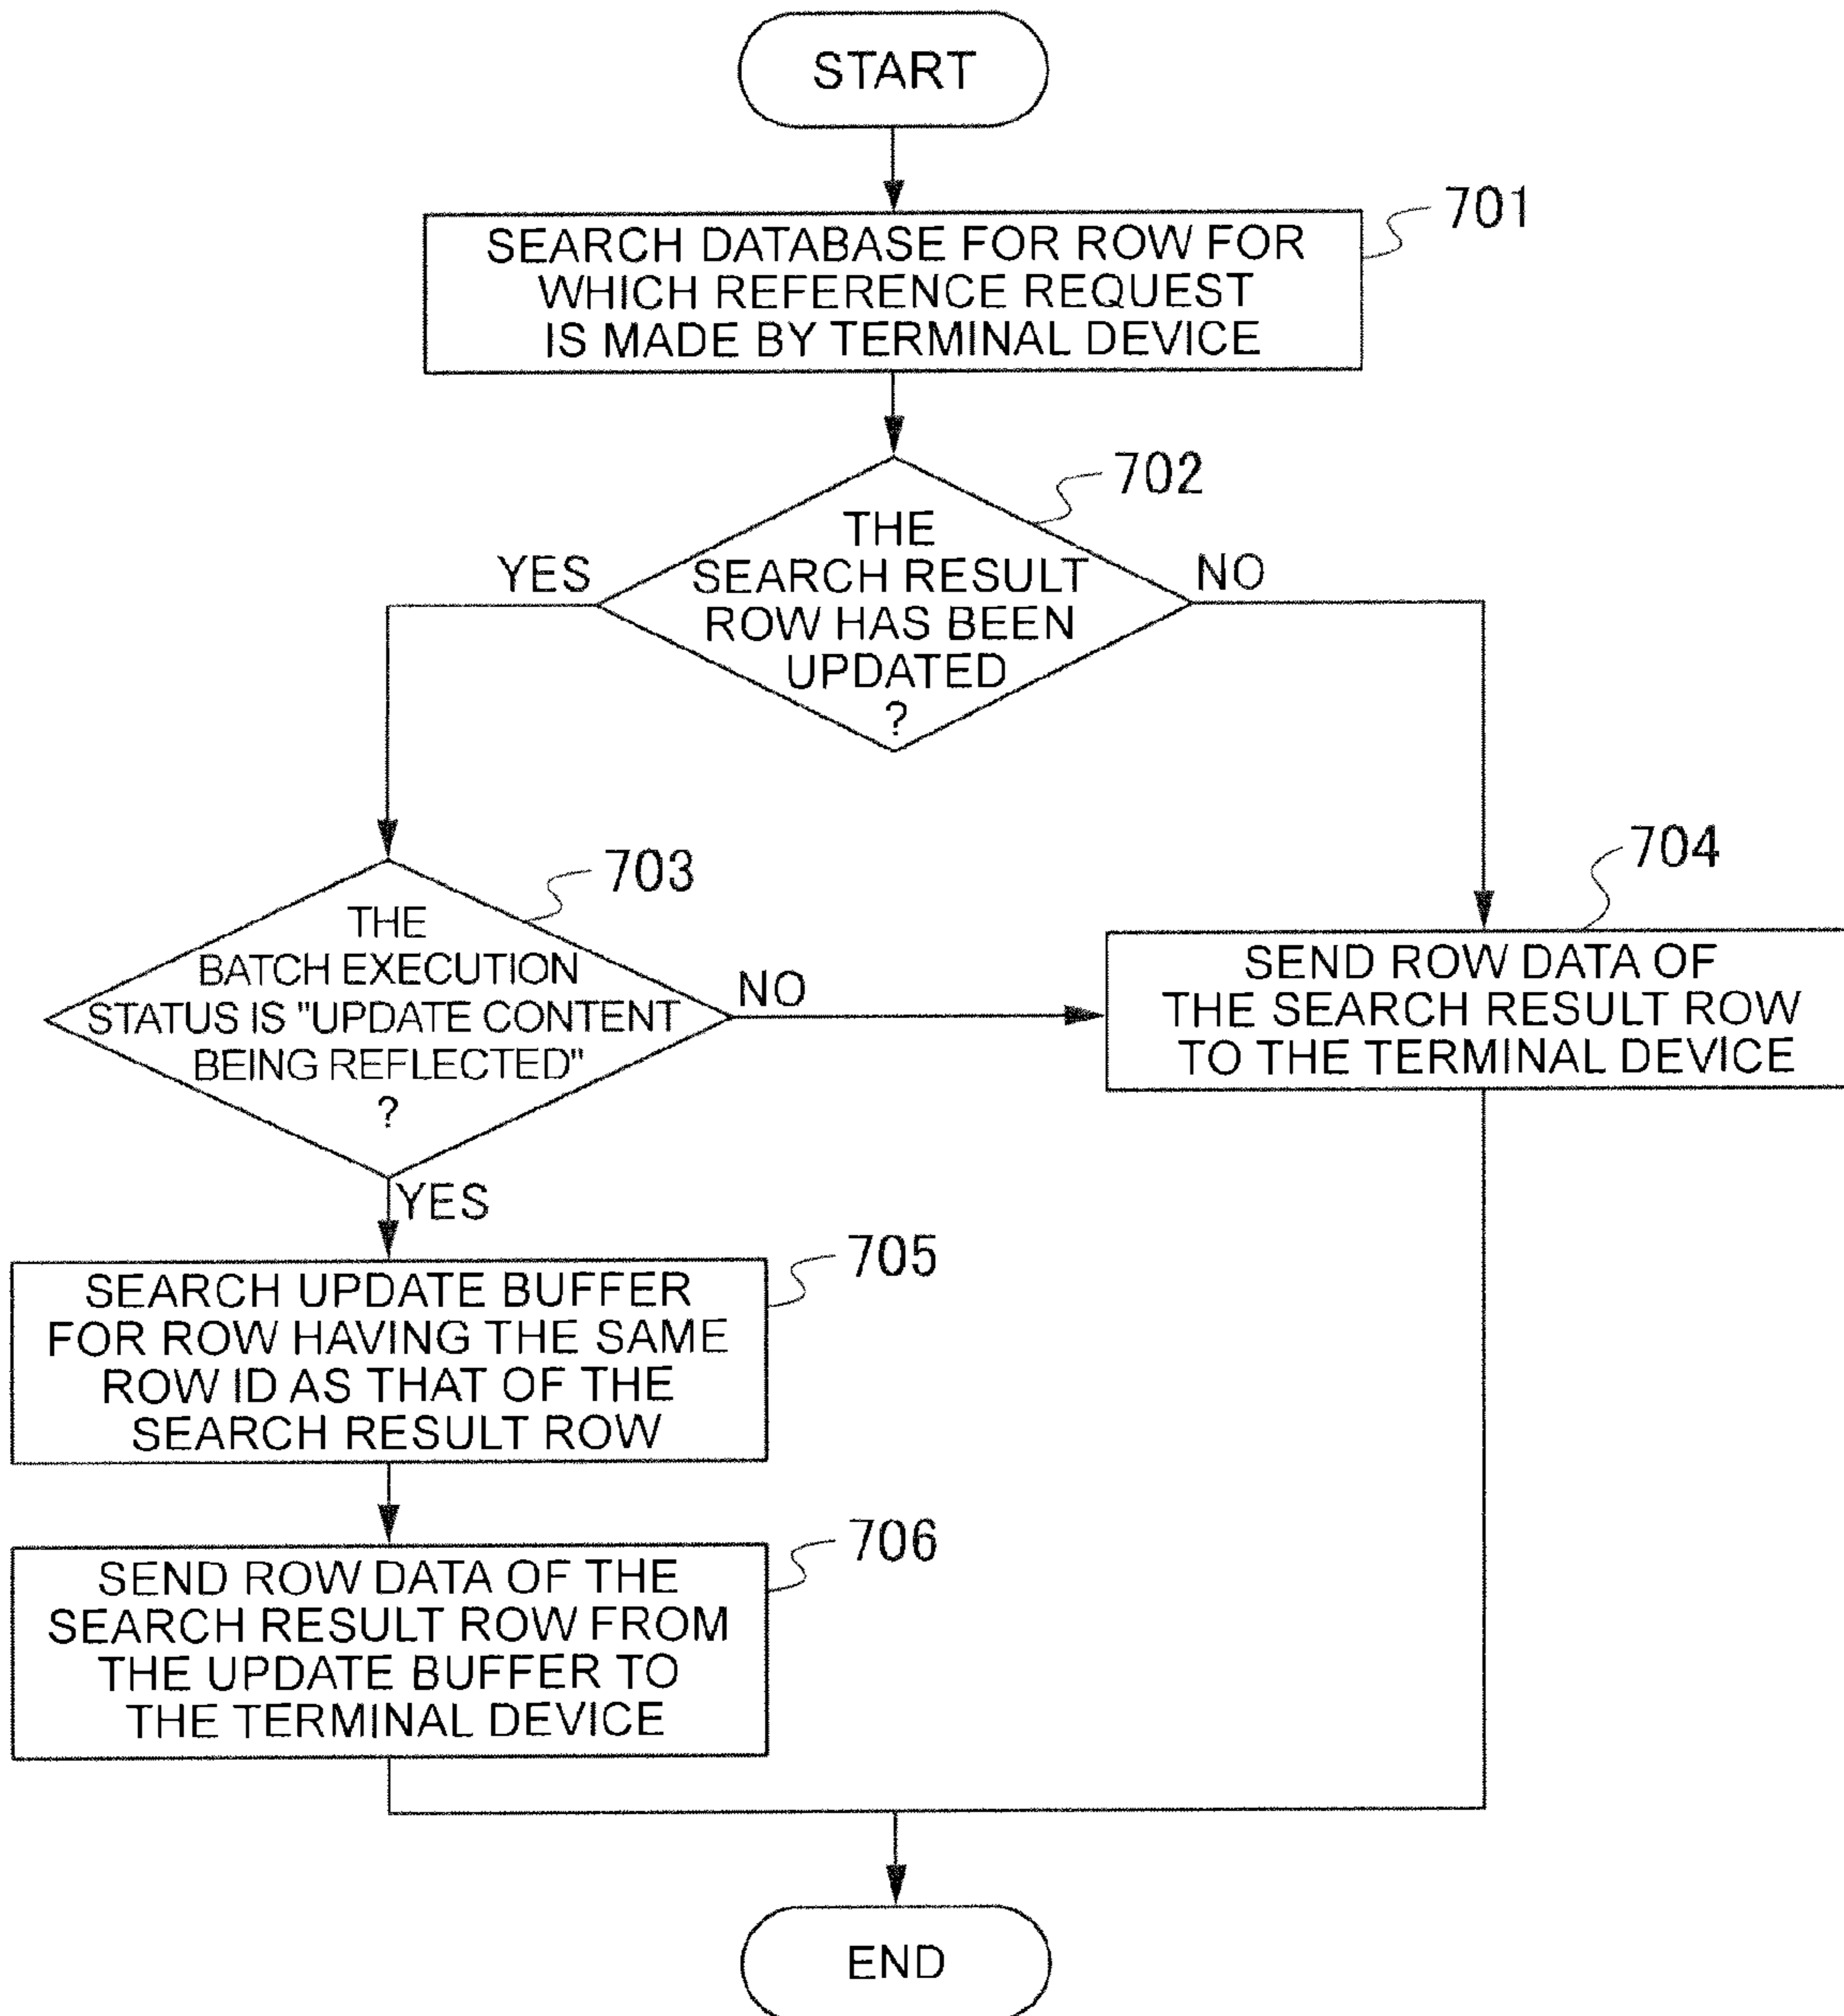 START
701
SEARCH DATABASE FOR ROW FOR
WHICH REFERENCE REQUEST
IS MADE BY TERMINAL DEVICE
702
THE
SEARCH RESULT
ROW HAS BEEN
UPDATED
?
YES
NO
703
THE
BATCH EXECUTION
STATUS IS "UPDATE CONTENT
BEING REFLECTED"
?
NO
YES
704
SEND ROW DATA OF
THE SEARCH RESULT ROW
TO THE TERMINAL DEVICE
705
SEARCH UPDATE BUFFER
FOR ROW HAVING THE SAME
ROW ID AS THAT OF THE
SEARCH RESULT ROW
706
SEND ROW DATA OF THE
SEARCH RESULT ROW FROM
THE UPDATE BUFFER TO
THE TERMINAL DEVICE
END